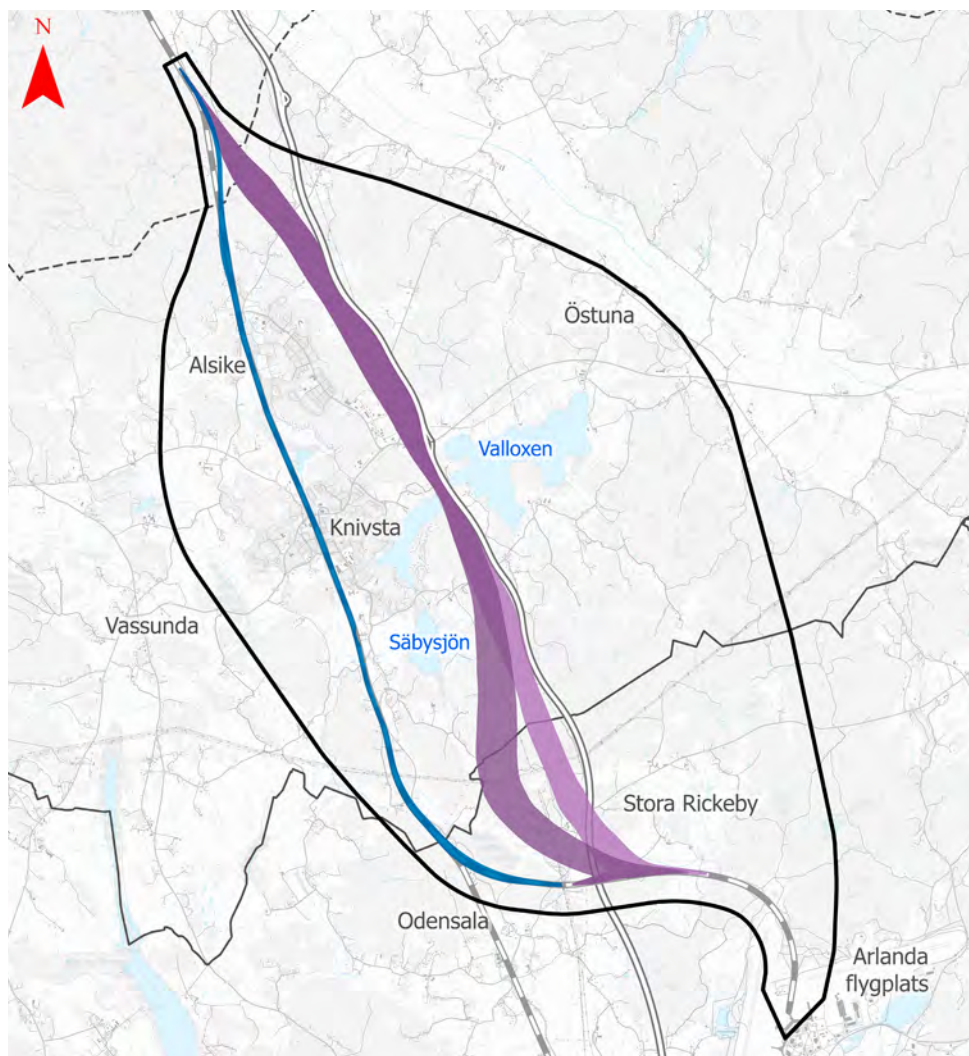 N
Östuna
Alsike
Valloxen
Knivsta
Vassunda
Säbysjön
Stora Rickeby
Odensala
Arlanda
flygplats